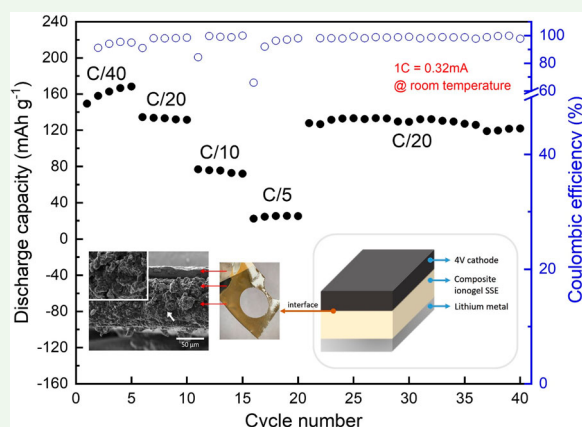 Discharge capacity (mAh g⁻¹)
240
200
160
120
80
40
0
-40
-80
-120
-160
C/40
C/20
C/10
C/5
C/20
1C = 0.32mA
@ room temperature
50 µm
interface
4V cathode
Composite
ionogel SSE
Lithium metal
100
80
60
40
20
10
0
Coulombic efficiency (%)
0
5
10
15
20
25
30
35
40
Cycle number